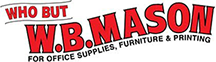 WHO BUT
W.B.MASON
FOR OFFICE SUPPLIES, FURNITURE & PRINTING